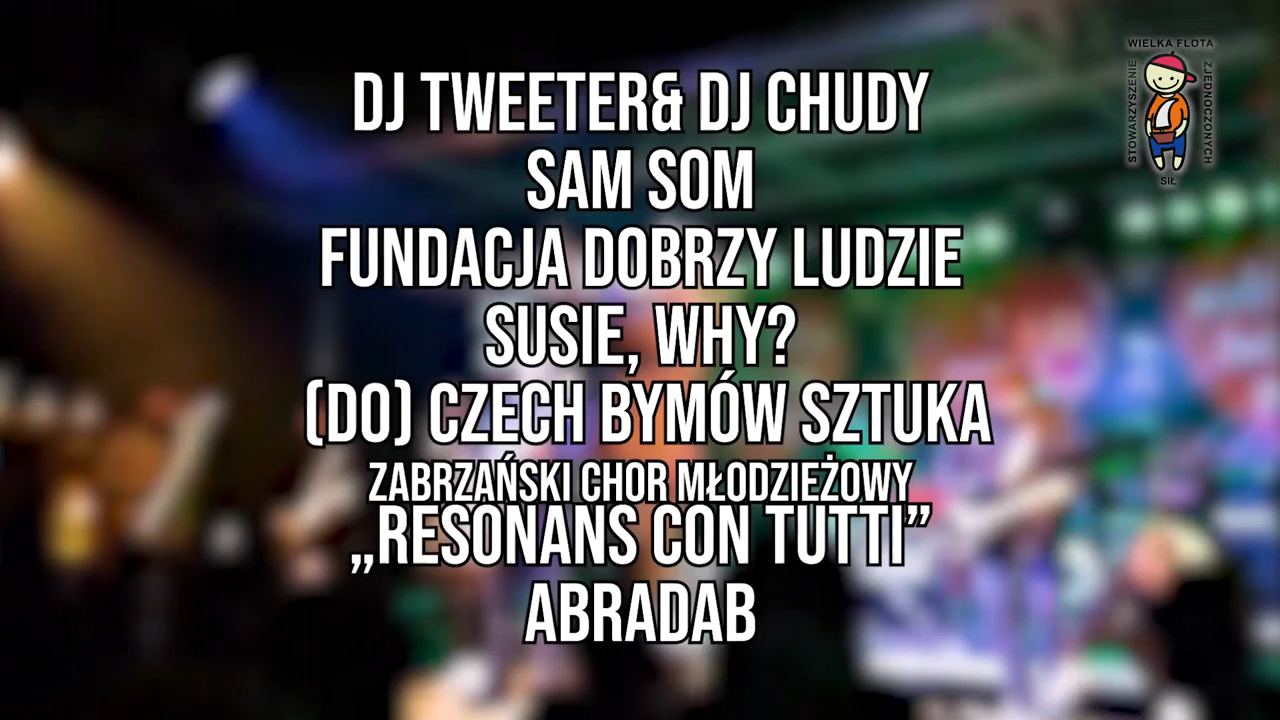 DJ TWEETER& DJ CHUDY
SAM SOM
FUNDACJA DOBRZY LUDZIE
SUSIE, WHY?
(DO) CZECH BYMÓW SZTUKA
ZABRZAŃSKI CHOR MŁODZIEŻOWY
„RESONANS CON TUTTI”
ABRADAB
WIELKA FLOTA
STOWARZYSZENIE
ZJEDNOCZONYCH
SIŁ